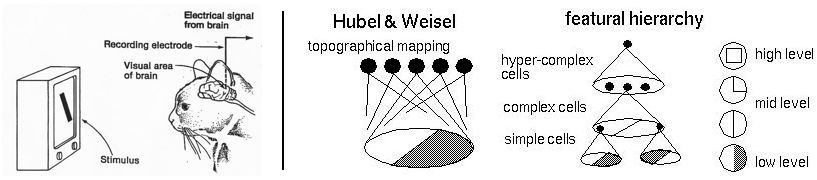 Electrical signal
from brain
Recording electrode
Visual area
of brain
Stimulus
Hubel & Weisel
topographical mapping
featural hierarchy
hyper-complex
cells
complex cells
simple cells
high level
mid level
low level